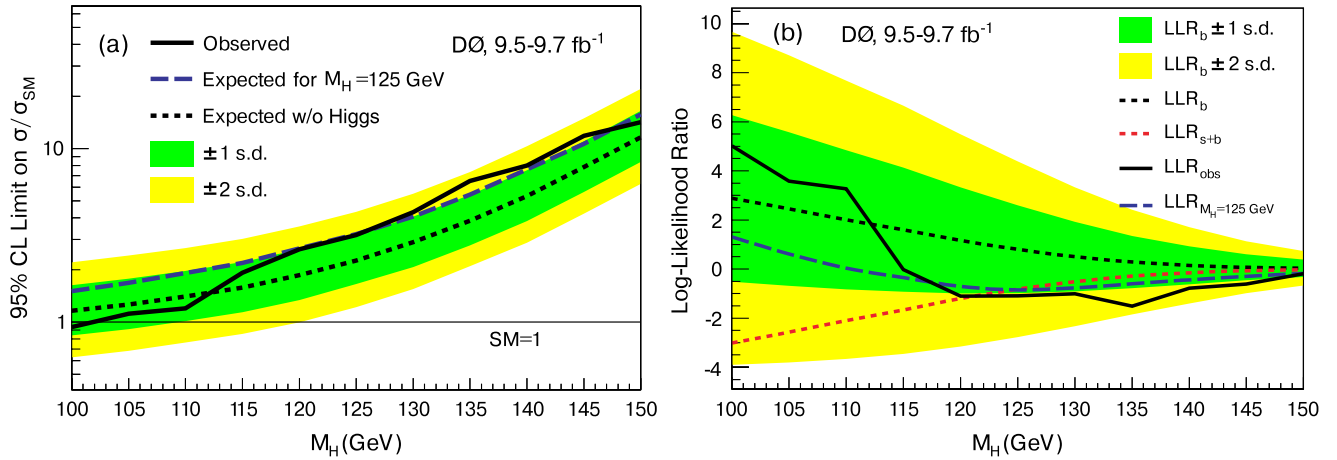 (a)
Observed
DØ, 9.5-9.7 fb⁻¹
Expected for M_H=125 GeV
Expected w/o Higgs
±1 s.d.
±2 s.d.
95% CL Limit on σ/σ_SM
10
1
SM=1
100 105 110 115 120 125 130 135 140 145 150
M_H (GeV)
(b)
DØ, 9.5-9.7 fb⁻¹
LLR_b ±1 s.d.
LLR_b ±2 s.d.
LLR_b
LLR_s+b
LLR_obs
LLR_M_H=125 GeV
Log-Likelihood Ratio
10
8
6
4
2
0
-2
-4
100 105 110 115 120 125 130 135 140 145 150
M_H (GeV)